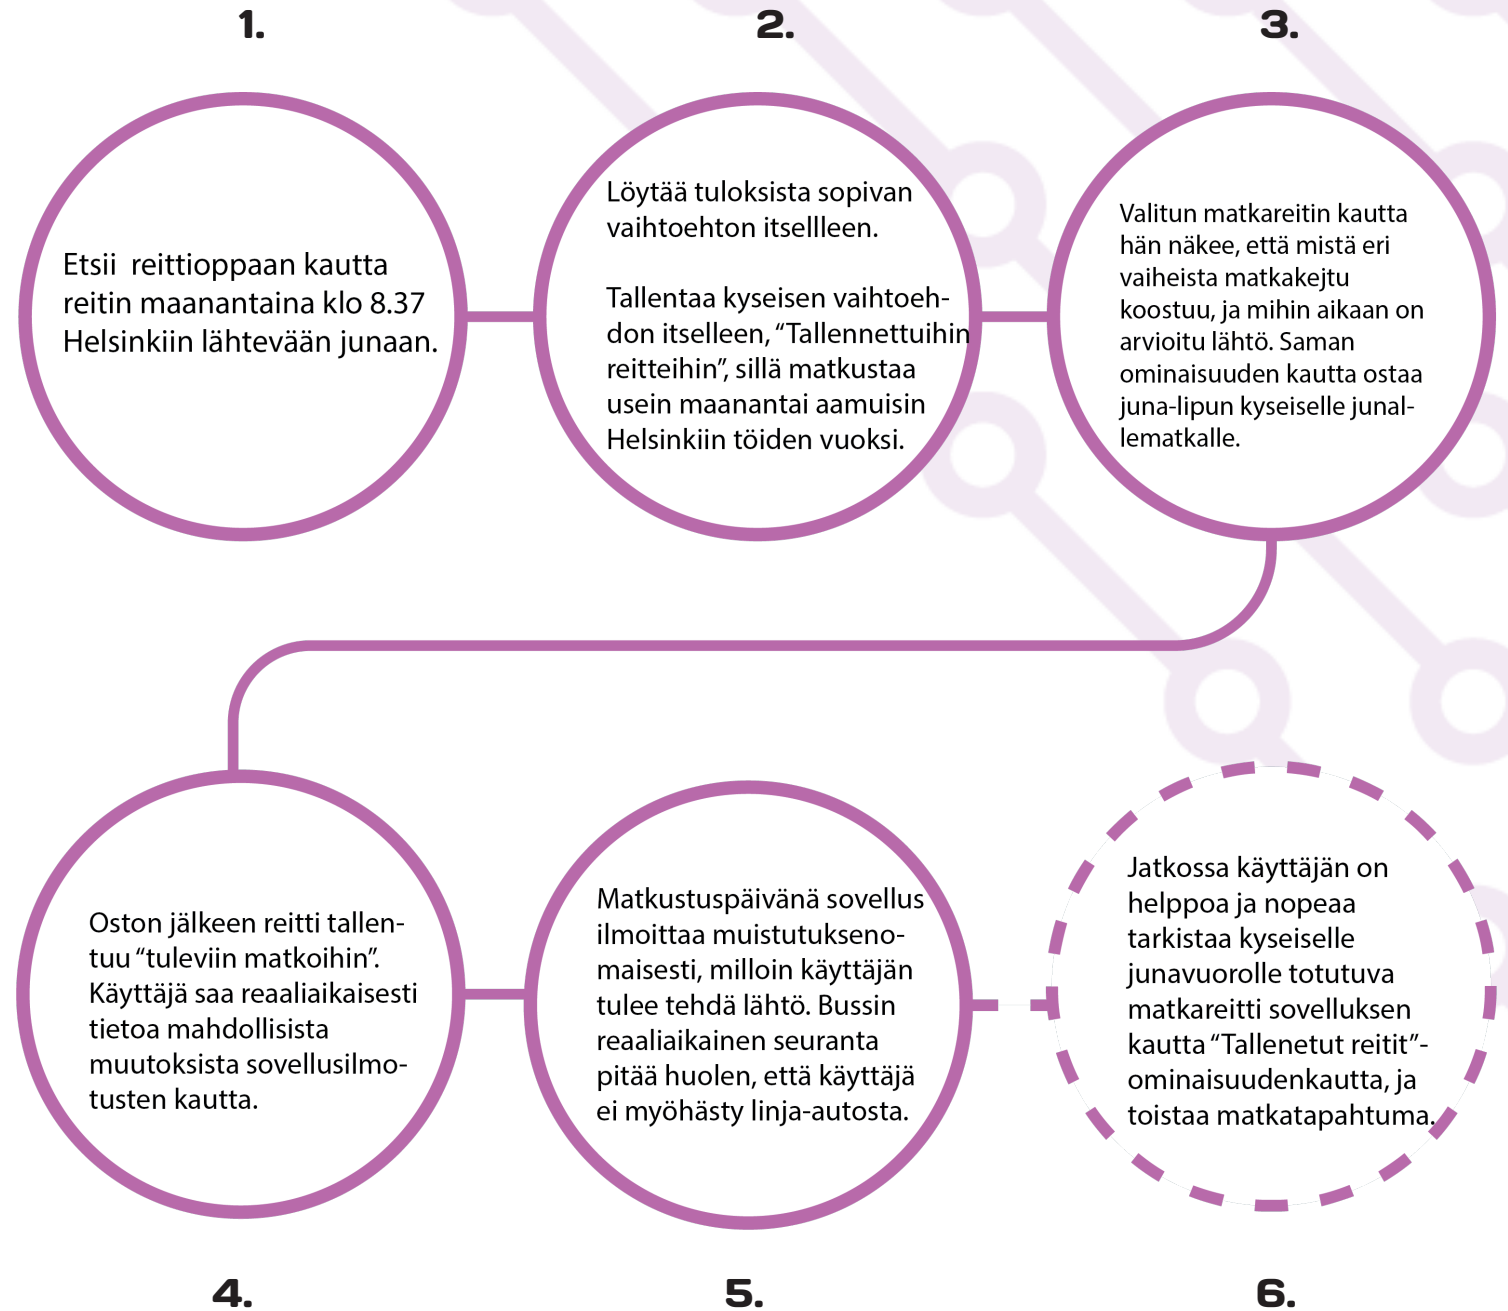 1.
2.
3.
Etsii  reittioppaan kautta
reitin maanantaina klo 8.37
Helsinkiin lähtevään junaan.
Löytää tuloksista sopivan
vaihtoehton itsellleen.
Tallentaa kyseisen vaihtoeh-
don itselleen, “Tallennettuihin
reitteihin”, sillä matkustaa
usein maanantai aamuisin
Helsinkiin töiden vuoksi.
Valitun matkareitin kautta
hän näkee, että mistä eri
vaiheista matkakejtu
koostuu, ja mihin aikaan on
arvioitu lähtö. Saman
ominaisuuden kautta ostaa
juna-lipun kyseiselle junal-
lematkalle.
Oston jälkeen reitti tallen-
tuu “tuleviin matkoihin”.
Käyttäjä saa reaaliaikaisesti
tietoa mahdollisista
muutoksista sovellusilmo-
tusten kautta.
Matkustuspäivänä sovellus
ilmoittaa muistutukseno-
maisesti, milloin käyttäjän
tulee tehdä lähtö. Bussin
reaaliaikainen seuranta
pitää huolen, että käyttäjä
ei myöhästy linja-autosta.
Jatkossa käyttäjän on
helppoa ja nopeaa
tarkistaa kyseiselle
junavuorolle totutuva
matkareitti sovelluksen
kautta “Tallenetut reitit”-
ominaisuudenkautta, ja
toistaa matkatapahtuma.
4.
5.
6.